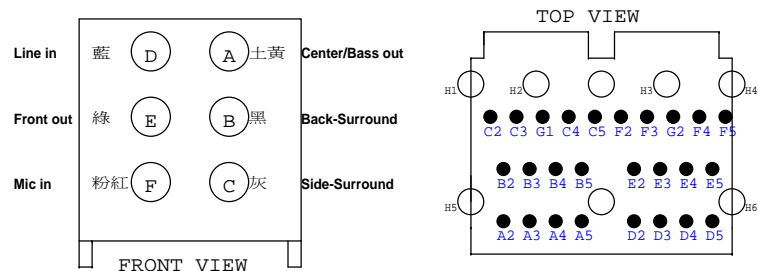 TOP VIEW
Line in 藍 D A 土黃 Center/Bass out
H1 H2 H3 H4
Front out 綠 E B 黑 Back-Surround
C2 C3 G1 C4 C5 F2 F3 G2 F4 F5
Mic in 粉紅 F C 灰 Side-Surround
B2 B3 B4 B5 E2 E3 E4 E5
H5 H6
A2 A3 A4 A5 D2 D3 D4 D5
FRONT VIEW